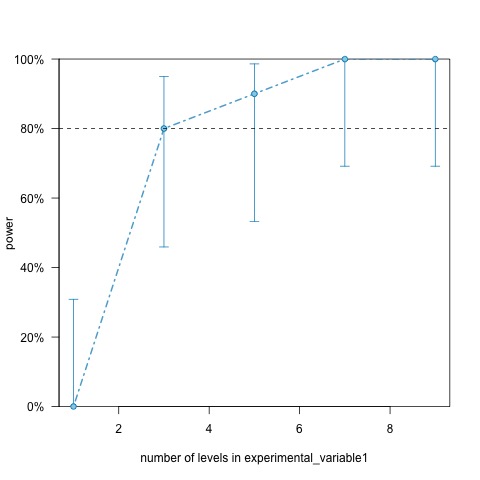 100%
80%
60%
40%
20%
0%
power
2 4 6 8
number of levels in experimental_variable1